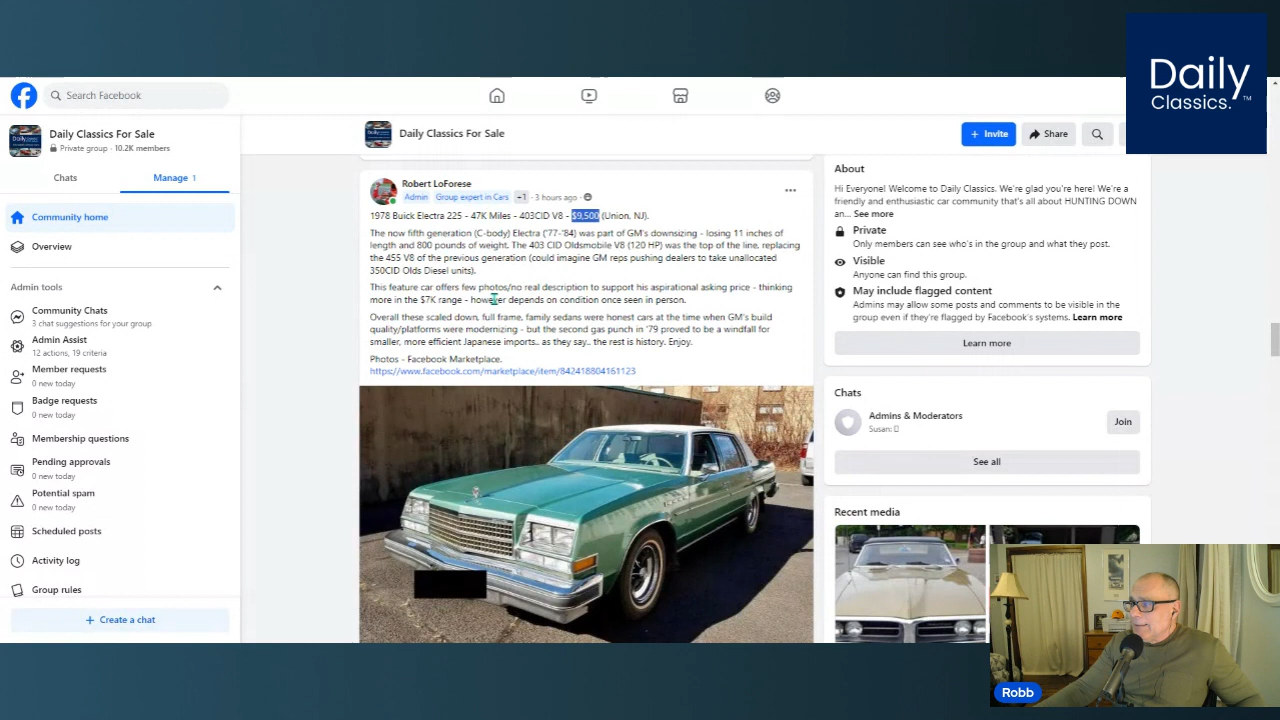 Daily
Classics.™
Search Facebook
Daily Classics For Sale
Private group · 10.2K members
Chats
Manage 1
Community home
Overview
Admin tools
Community Chats
3 chat suggestions for your group
Admin Assist
12 actions, 19 criteria
Member requests
0 new today
Badge requests
0 new today
Membership questions
Pending approvals
0 new today
Potential spam
0 new today
Scheduled posts
Activity log
Group rules
+ Create a chat
Daily Classics For Sale
+ Invite
Share
Robert LoForese
Admin Group expert in Cars +1 · 3 hours ago ·
1978 Buick Electra 225 - 47K Miles - 403CID V8 - $9,500 (Union, NJ).
The now fifth generation (C-body) Electra ('77-'84) was part of GM's downsizing - losing 11 inches of
length and 800 pounds of weight. The 403 CID Oldsmobile V8 (120 HP) was the top of the line, replacing
the 455 V8 of the previous generation (could imagine GM reps pushing dealers to take unallocated
350CID Olds Diesel units).
This feature car offers few photos/no real description to support his aspirational asking price - thinking
more in the $7K range - however depends on condition once seen in person.
Overall these scaled down, full frame, family sedans were honest cars at the time when GM's build
quality/platforms were modernizing - but the second gas punch in '79 proved to be a windfall for
smaller, more efficient Japanese imports.. as they say.. the rest is history. Enjoy.
Photos - Facebook Marketplace.
https://www.facebook.com/marketplace/item/842418804161123
About
Hi Everyone! Welcome to Daily Classics. We're glad you're here! We're a
friendly and enthusiastic car community that's all about HUNTING DOWN
an... See more
Private
Only members can see who's in the group and what they post.
Visible
Anyone can find this group.
May include flagged content
Admins may allow some posts and comments to be visible in the
group even if they're flagged by Facebook's systems. Learn more
Learn more
Chats
Admins & Moderators
Susan:
Join
See all
Recent media
Robb